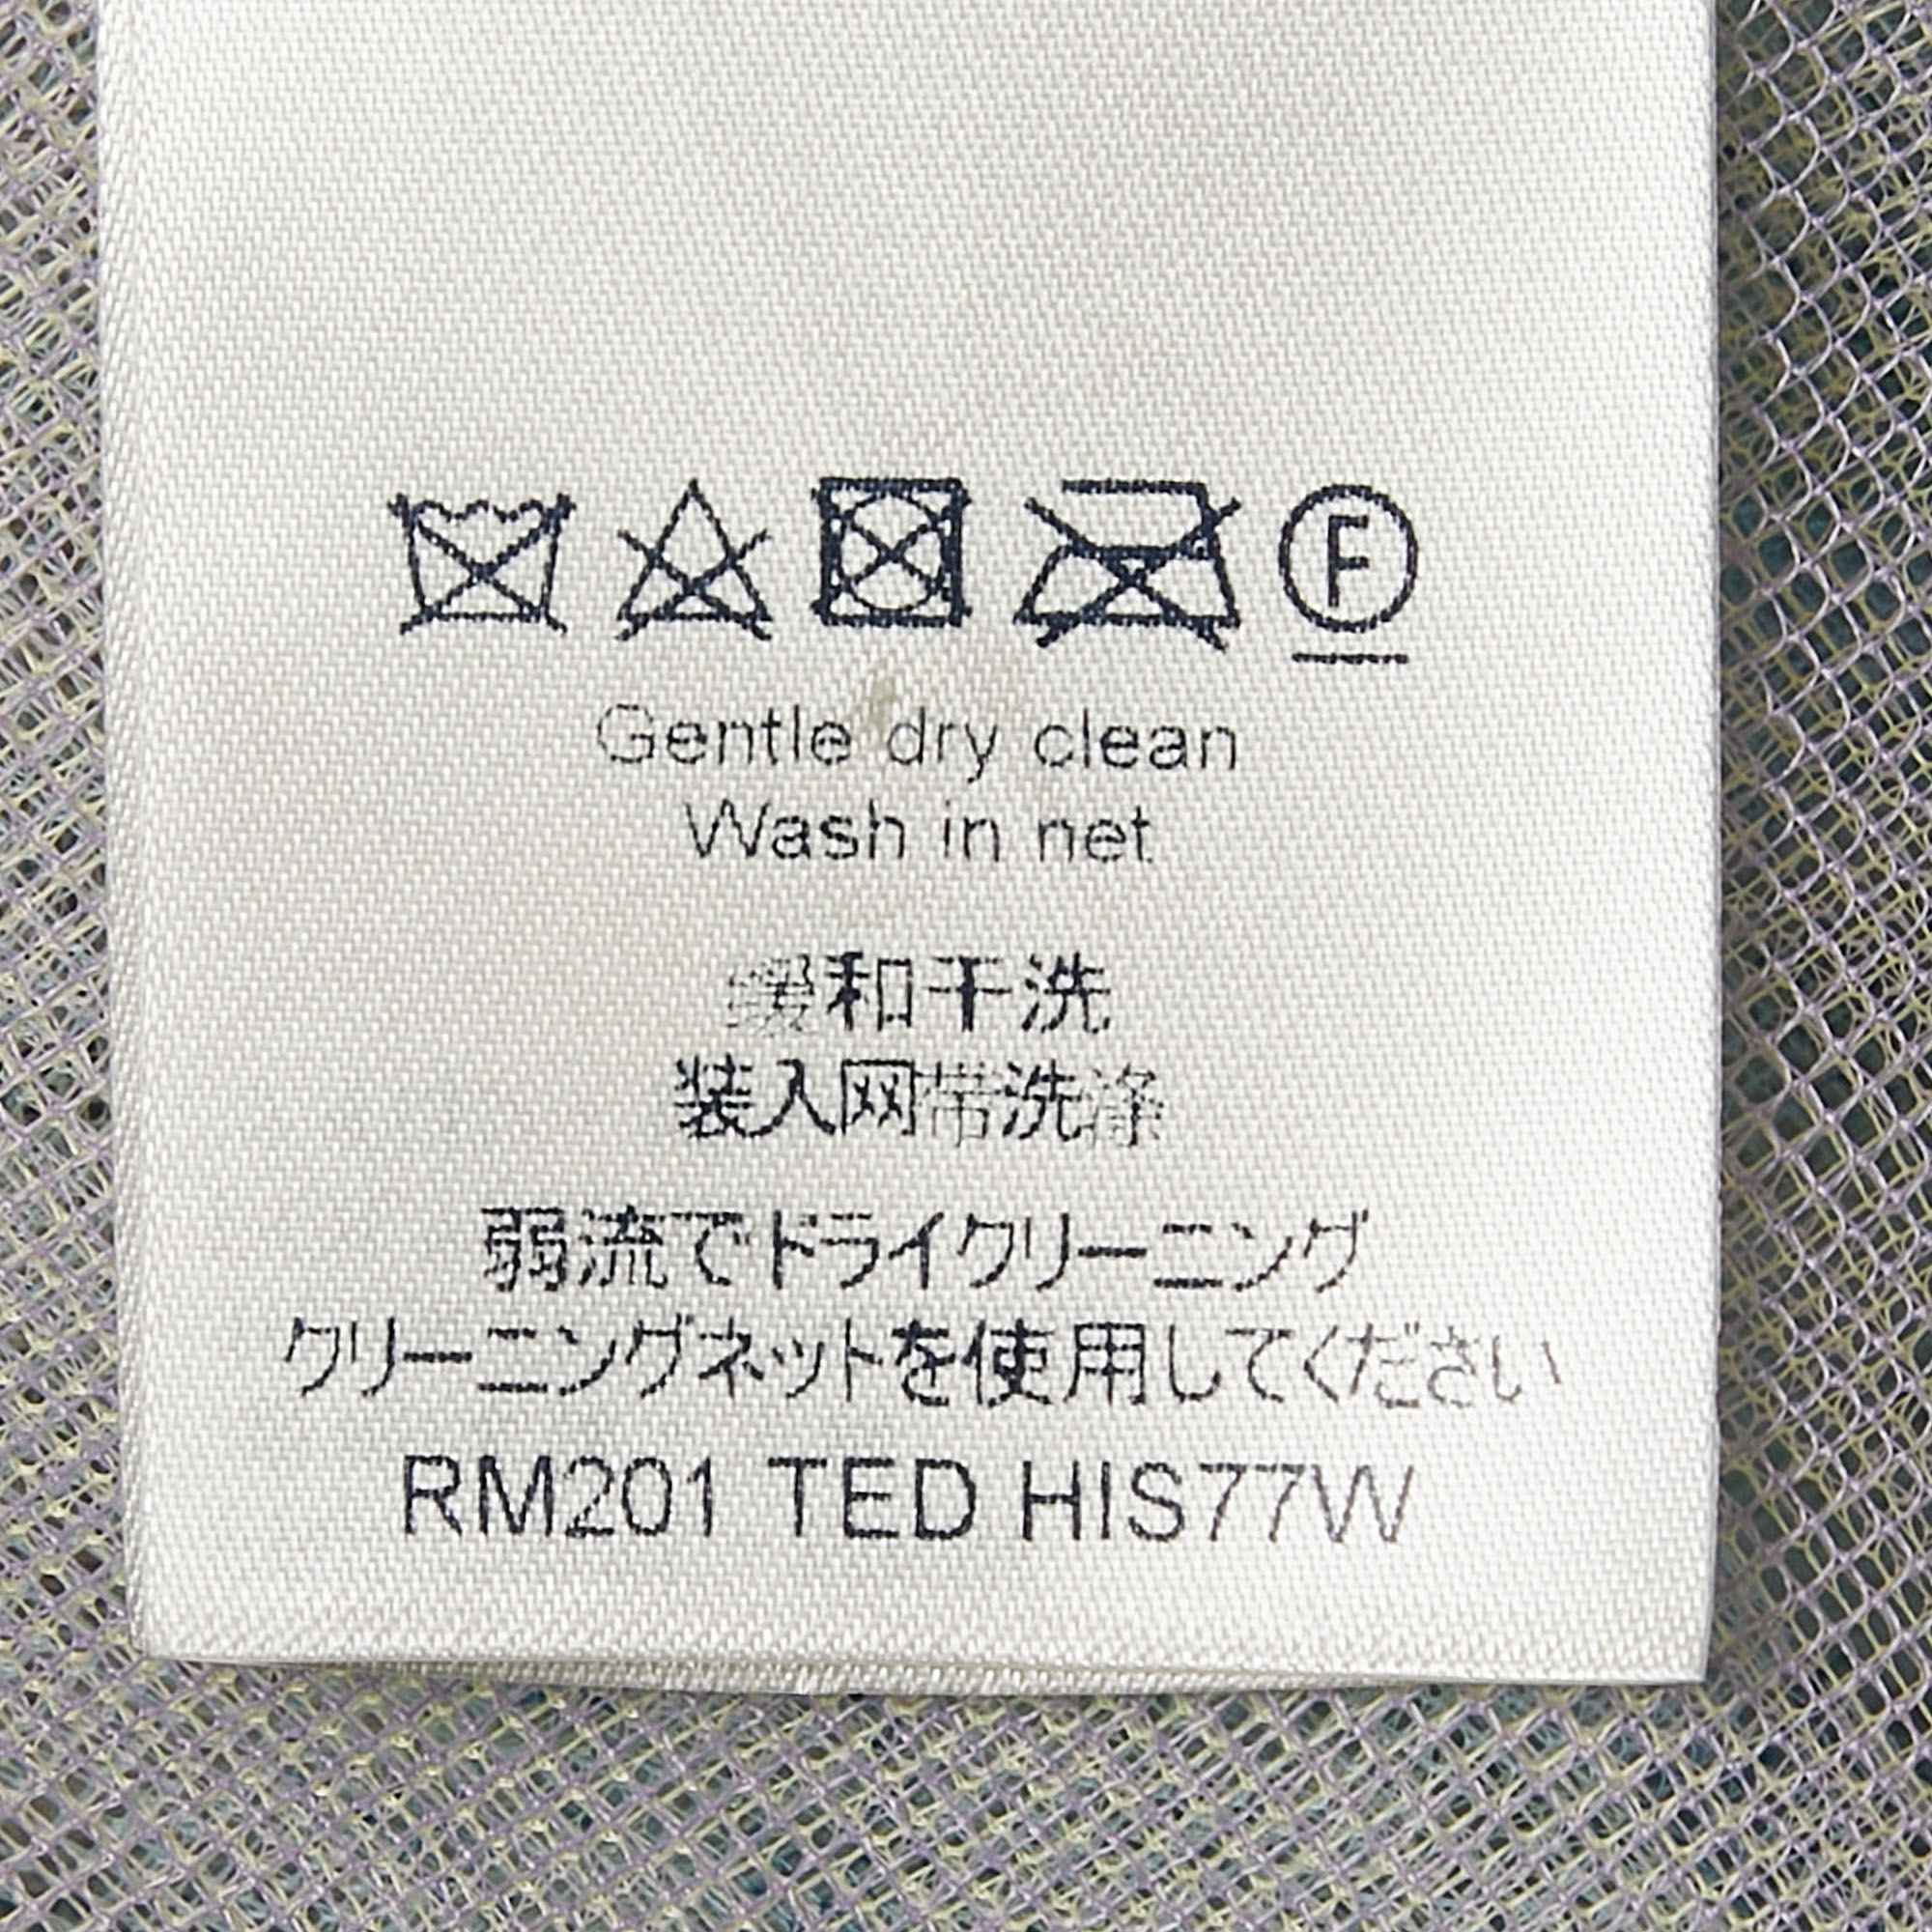 F
Gentle dry clean
Wash in net
缓和干洗
装入网带洗涤
弱流でドライクリーニング
クリーニングネットを使用してください
RM201 TED HIS77W